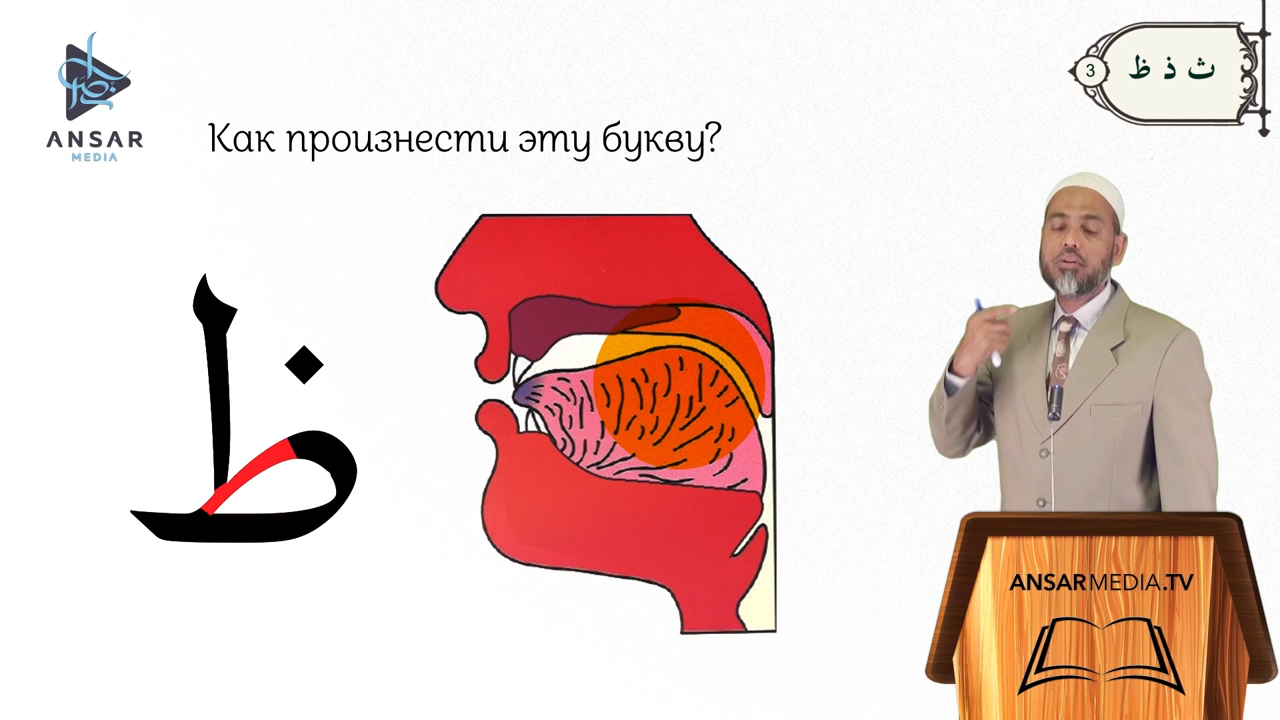 ANSAR
MEDIA
Как произнести эту букву?
3
ث ذ ظ
ظ
ANSARMEDIA.TV